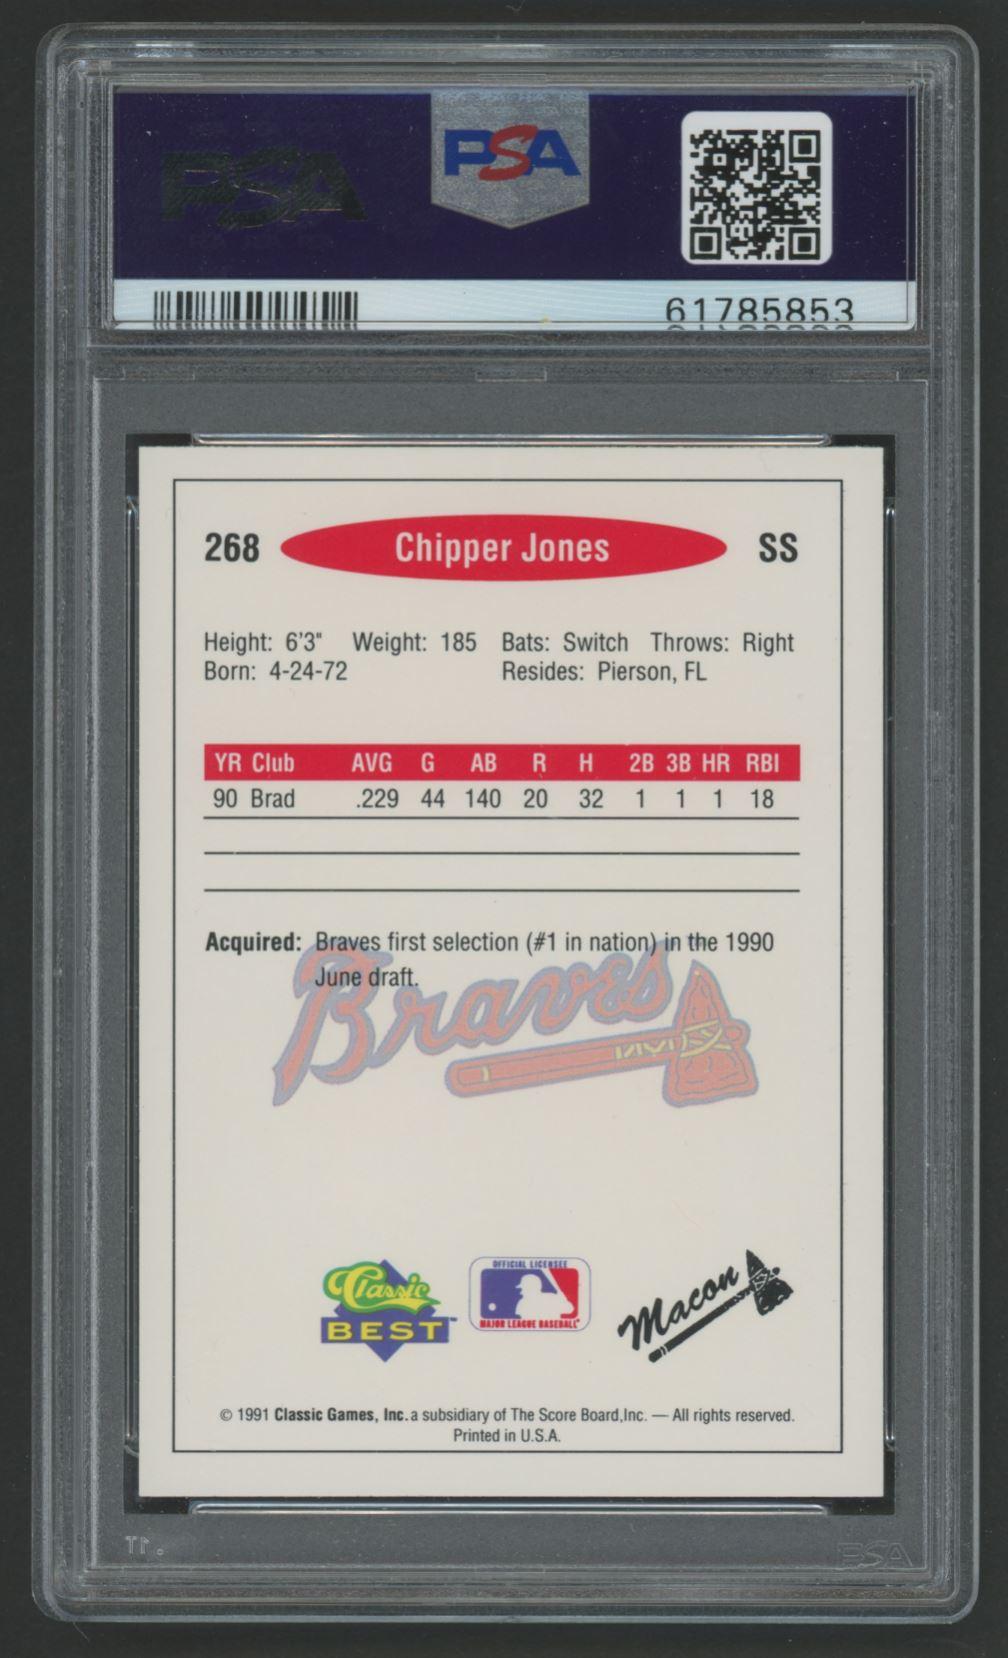 PSA
PSA
61785853
268 Chipper Jones SS
Height: 6'3" Weight: 185 Bats: Switch Throws: Right
Born: 4-24-72 Resides: Pierson, FL
YR Club AVG G AB R H 2B 3B HR RBI
90 Brad .229 44 140 20 32 1 1 1 18
Acquired: Braves first selection (#1 in nation) in the 1990
June draft.
Braves
Classic
BEST™
OFFICIAL LICENSEE
MAJOR LEAGUE BASEBALL®
Macon
© 1991 Classic Games, Inc. a subsidiary of The Score Board,Inc. — All rights reserved.
Printed in U.S.A.
PSA